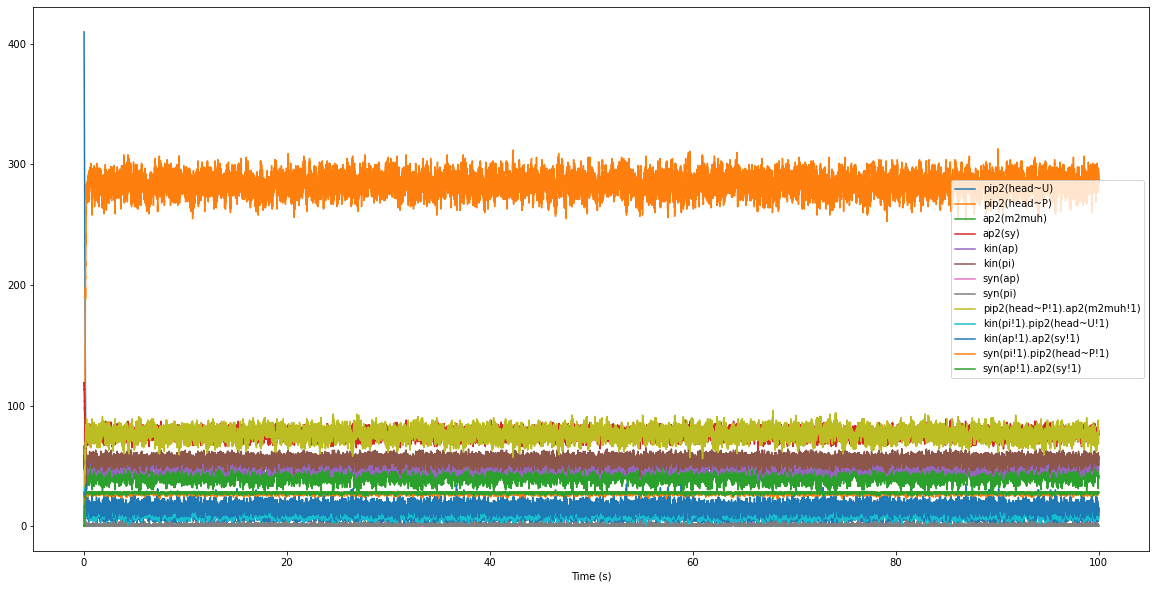 400
300
200
100
0
pip2(head~U)
pip2(head~P)
ap2(m2muh)
ap2(sy)
kin(ap)
kin(pi)
syn(ap)
syn(pi)
pip2(head~P!1).ap2(m2muh!1)
kin(pi!1).pip2(head~U!1)
kin(ap!1).ap2(sy!1)
syn(pi!1).pip2(head~P!1)
syn(ap!1).ap2(sy!1)
0 20 40 60 80 100
Time (s)